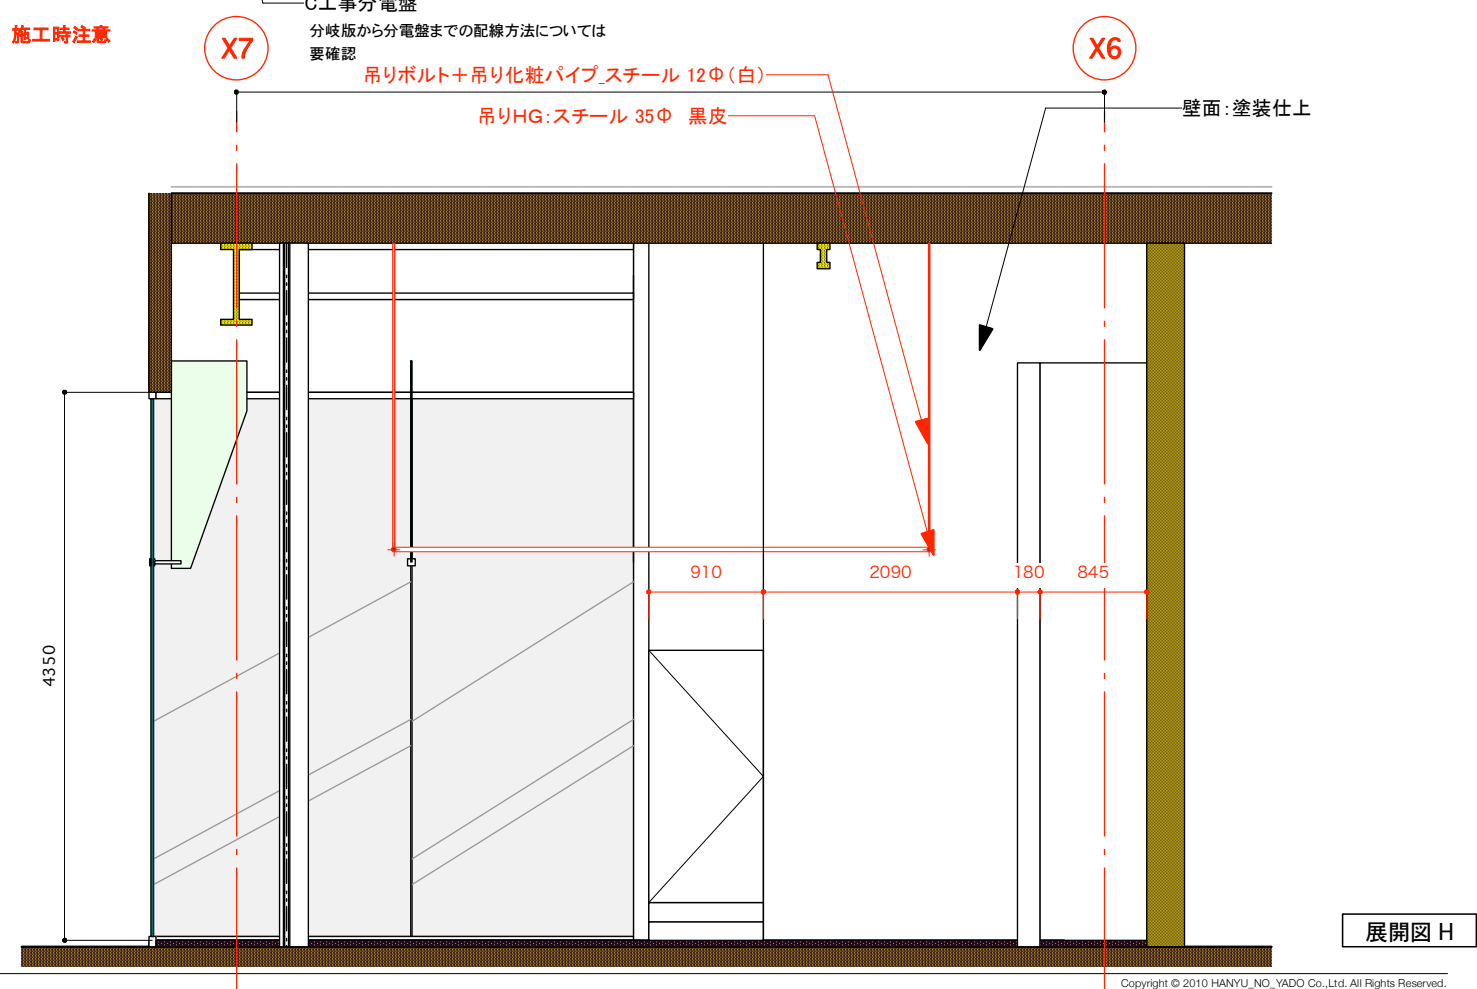 C工事分電盤
施工時注意
分岐版から分電盤までの配線方法については
要確認
X7
X6
吊りボルト＋吊り化粧パイプ_スチール 12Φ（白）
吊りHG：スチール 35Φ　黒皮
壁面：塗装仕上
910
2090
180
845
4350
展開図 H
Copyright © 2010 HANYU_NO_YADO Co.,Ltd. All Rights Reserved.